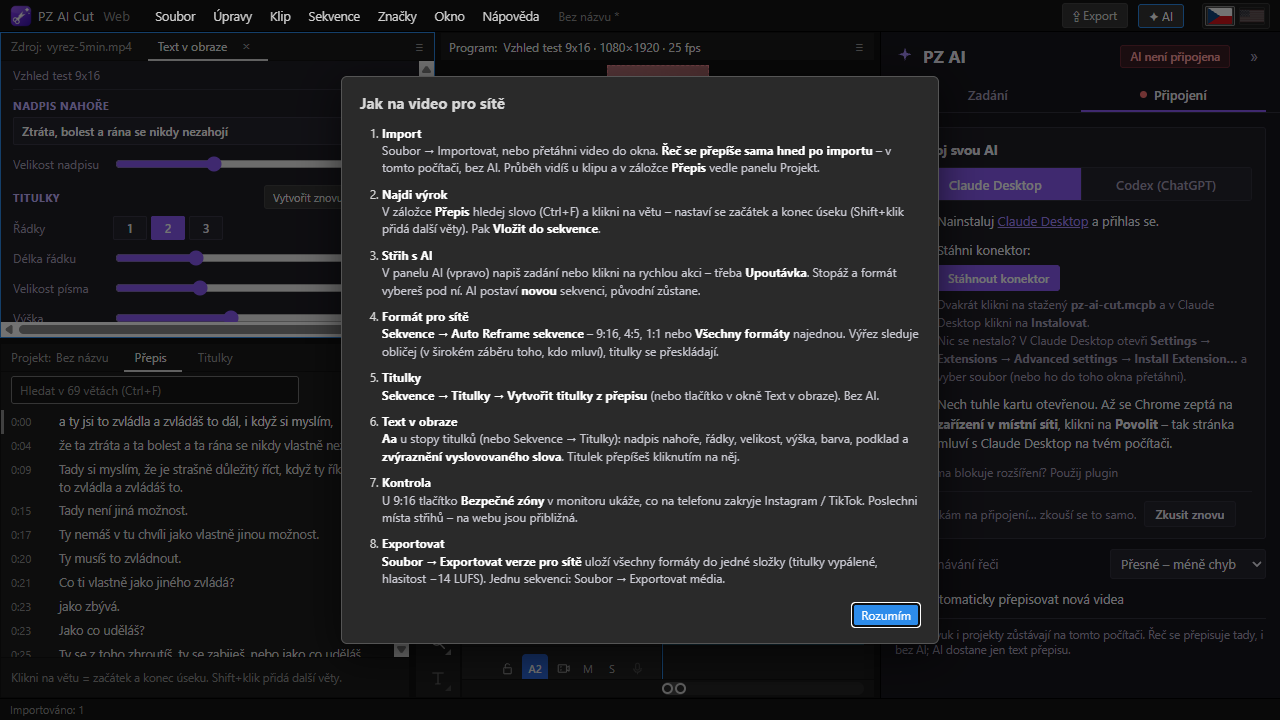 PZ AI Cut Web Soubor Úpravy Klip Sekvence Značky Okno Nápověda Bez názvu * Export AI
Zdroj: vyrez-5min.mp4 Text v obraze × Program: Vzhled test 9x16 · 1080×1920 · 25 fps
Vzhled test 9x16
NADPIS NAHOŘE
Ztráta, bolest a rána se nikdy nezahojí
Velikost nadpisu
TITULKY Vytvořit znovu
Řádky 1 2 3
Délka řádku
Velikost písma
Výška
Projekt: Bez názvu Přepis Titulky
Hledat v 69 větách (Ctrl+F)
0:00 a ty jsi to zvládla a zvládáš to dál, i když si myslím,
0:04 že ta ztráta a ta bolest a ta rána se nikdy vlastně
0:09 Tady si myslím, že je strašně důležitý říct, když ty
to zvládla a zvládáš to.
0:15 Tady není jiná možnost.
0:17 Ty nemáš v tu chvíli jako vlastně jinou možnost.
0:20 Ty musíš to zvládnout.
0:21 Co ti vlastně jako jiného zvládá?
0:23 jako zbývá.
0:23 Jako co uděláš?
0:25 Ty se z toho zhroutíš, ty se zabiješ, nebo jako co uděláš
Klikni na větu = začátek a konec úseku. Shift+klik přidá další věty.
Importováno: 1
Jak na video pro sítě
1. Import
Soubor → Importovat, nebo přetáhni video do okna. Řeč se přepíše sama hned po importu – v
tomto počítači, bez AI. Průběh vidíš u klipu a v záložce Přepis vedle panelu Projekt.
2. Najdi výrok
V záložce Přepis hledej slovo (Ctrl+F) a klikni na větu – nastaví se začátek a konec úseku (Shift+klik
přidá další věty). Pak Vložit do sekvence.
3. Střih s AI
V panelu AI (vpravo) napiš zadání nebo klikni na rychlou akci – třeba Upoutávka. Stopáž a formát
vybereš pod ní. AI postaví novou sekvenci, původní zůstane.
4. Formát pro sítě
Sekvence → Auto Reframe sekvence – 9:16, 4:5, 1:1 nebo Všechny formáty najednou. Výřez sleduje
obličej (v širokém záběru toho, kdo mluví), titulky se přeskládají.
5. Titulky
Sekvence → Titulky → Vytvořit titulky z přepisu (nebo tlačítko v okně Text v obraze). Bez AI.
6. Text v obraze
Aa u stopy titulků (nebo Sekvence → Titulky): nadpis nahoře, řádky, velikost, výška, barva, podklad a
zvýraznění vyslovovaného slova. Titulek přepíšeš kliknutím na něj.
7. Kontrola
U 9:16 tlačítko Bezpečné zóny v monitoru ukáže, co na telefonu zakryje Instagram / TikTok. Poslechni
místa střihů – na webu jsou přibližná.
8. Exportovat
Soubor → Exportovat verze pro sítě uloží všechny formáty do jedné složky (titulky vypálené,
hlasitost −14 LUFS). Jednu sekvenci: Soubor → Exportovat média.
Rozumím
A2 M S
PZ AI AI není připojena »
Zadání Připojení
svou AI
Claude Desktop Codex (ChatGPT)
Nainstaluj Claude Desktop a přihlas se.
Stáhni konektor:
Stáhnout konektor
Dvakrát klikni na stažený pz-ai-cut.mcpb a v Claude
Desktop klikni na Instalovat.
Nic se nestalo? V Claude Desktop otevři Settings →
Extensions → Advanced settings → Install Extension… a
vyber soubor (nebo ho do toho okna přetáhni).
Nech tuhle kartu otevřenou. Až se Chrome zeptá na
zařízení v místní síti, klikni na Povolit – tak stránka
mluví s Claude Desktop na tvém počítači.
blokuje rozšíření? Použij plugin
na připojení… zkouší se to samo. Zkusit znovu
řeči Přesné – méně chyb
přepisovat nová videa
i projekty zůstávají na tomto počítači. Řeč se přepisuje tady, i
bez AI; AI dostane jen text přepisu.